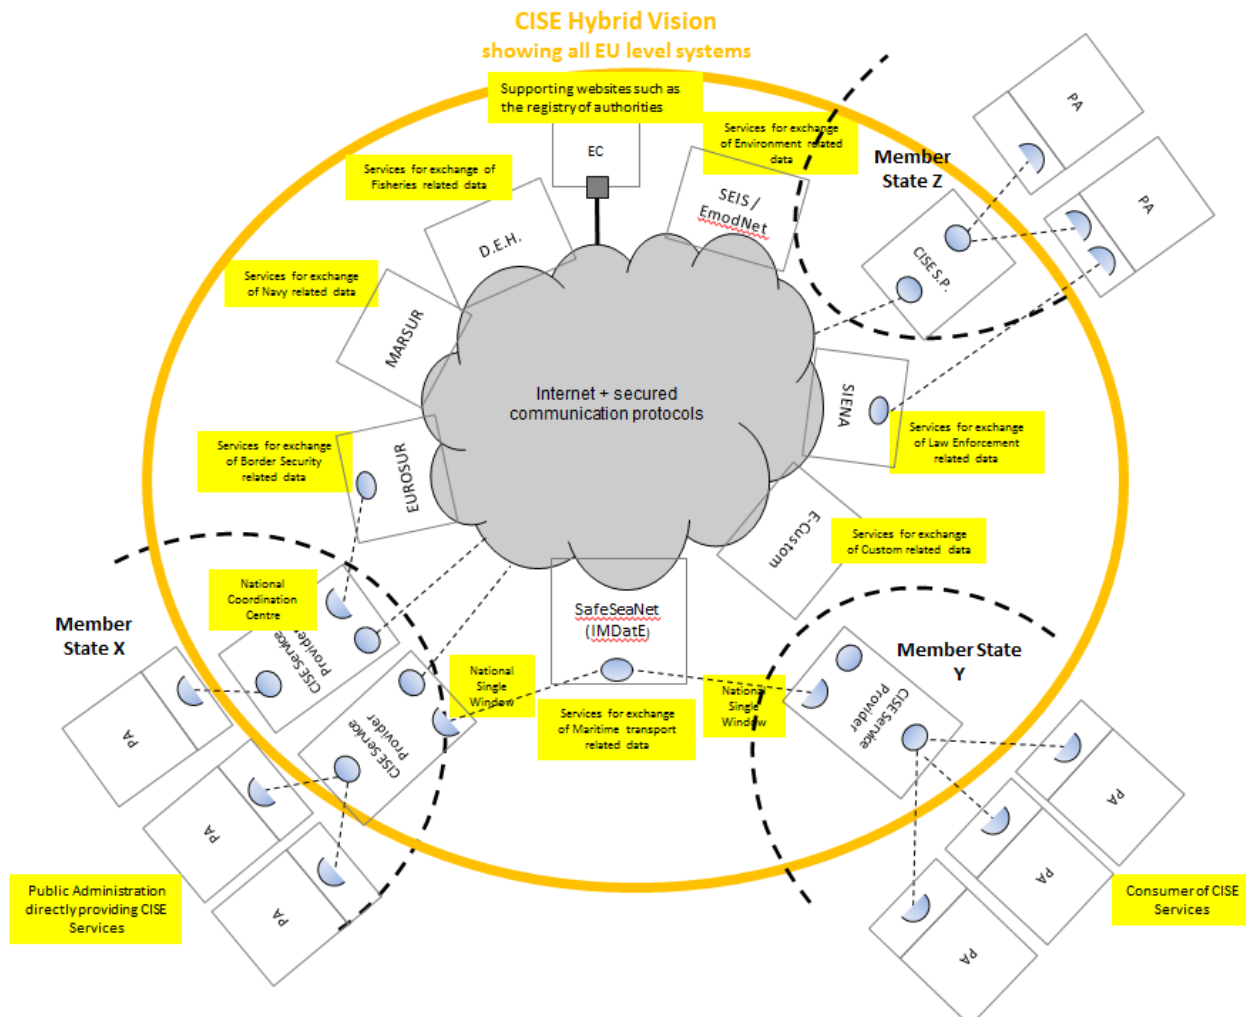 CISE Hybrid Vision
showing all EU level systems
Supporting websites such as
the registry of authorities
EC
Services for exchange
of Environment related
data
Services for exchange of
Fisheries related data
SEIS /
EmodNet
Member
State Z
PA
PA
D.E.H.
CISE S.P.
Services for exchange
of Navy related data
MARSUR
Internet + secured
communication protocols
SIENA
Services for exchange
of Law Enforcement
related data
Services for exchange
of Border Security
related data
EUROSUR
E-Custom
Services for exchange
of Custom related data
National
Coordination
Centre
CISE Service
Provider
Member
State X
SafeSeaNet
(IMDatE)
Member State
Y
National
Single
Window
National
Single
Window
CISE Service
Provider
CISE Service
Provider
Services for exchange
of Maritime transport
related data
PA
PA
PA
PA
PA
PA
Public Administration
directly providing CISE
Services
Consumer of CISE
Services